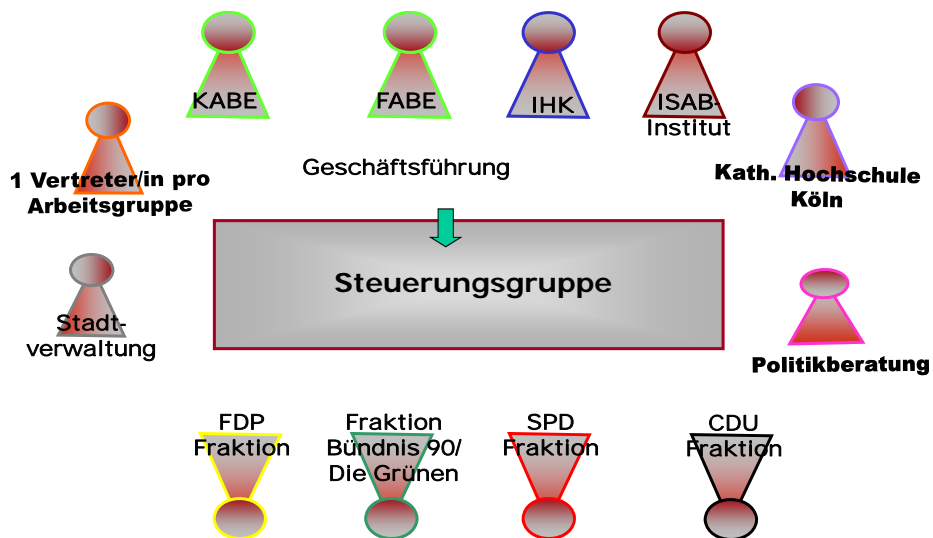 KABE
FABE
IHK
ISAB-
Institut
1 Vertreter/in pro
Arbeitsgruppe
Geschäftsführung
Kath. Hochschule
Köln
Steuerungsgruppe
Stadt-
verwaltung
Politikberatung
FDP
Fraktion
Fraktion
Bündnis 90/
Die Grünen
SPD
Fraktion
CDU
Fraktion